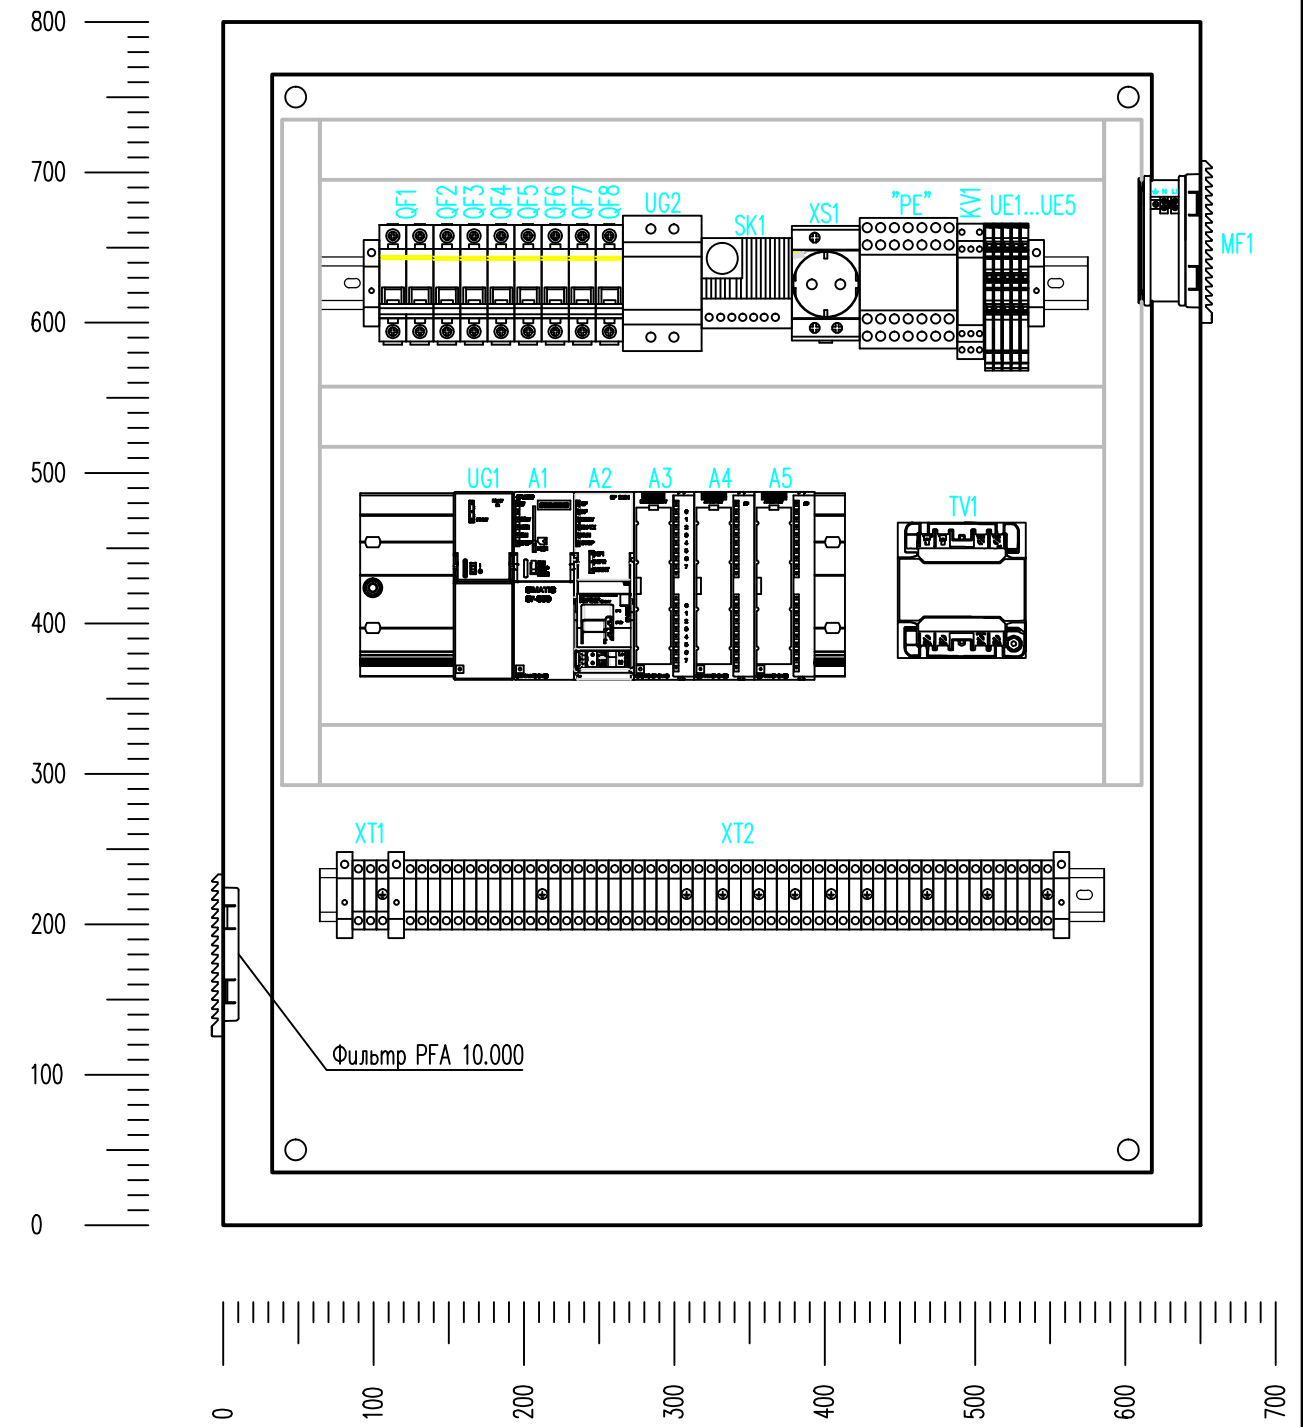 800
700
600
500
400
300
200
100
0
QF1 QF2 QF3 QF4 QF5 QF6 QF7 QF8 UG2 SK1 XS1 "PE" KV1 UE1...UE5
MF1
UG1 A1 A2 A3 A4 A5 TV1
SIMATIC
XT1 XT2
Фильтр PFA 10.000
0 100 200 300 400 500 600 700